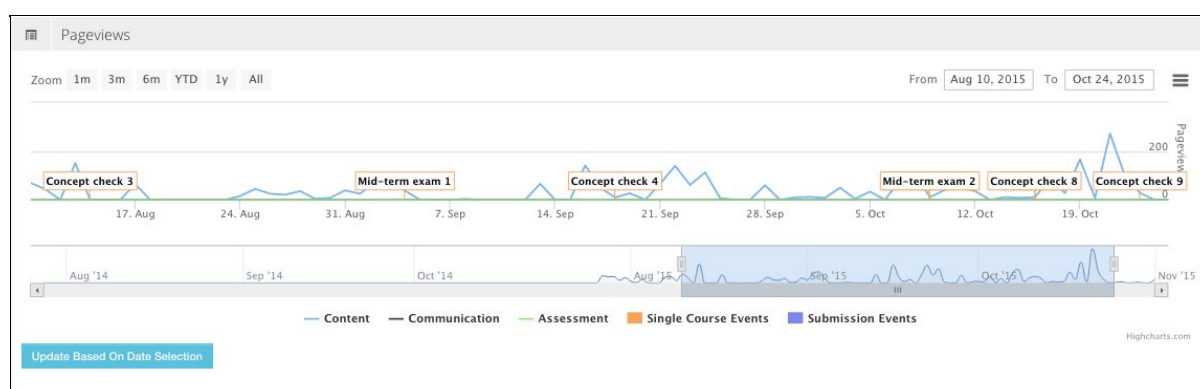 Pageviews
Zoom 1m 3m 6m YTD 1y All From Aug 10, 2015 To Oct 24, 2015
Pageviews
200
Concept check 3 Mid-term exam 1 Concept check 4 Mid-term exam 2 Concept check 8 Concept check 9
0
17. Aug 24. Aug 31. Aug 7. Sep 14. Sep 21. Sep 28. Sep 5. Oct 12. Oct 19. Oct
Aug '14 Sep '14 Oct '14 Aug '15 Sep '15 Oct '15 Nov '15
Content Communication Assessment Single Course Events Submission Events
Highcharts.com
Update Based On Date Selection